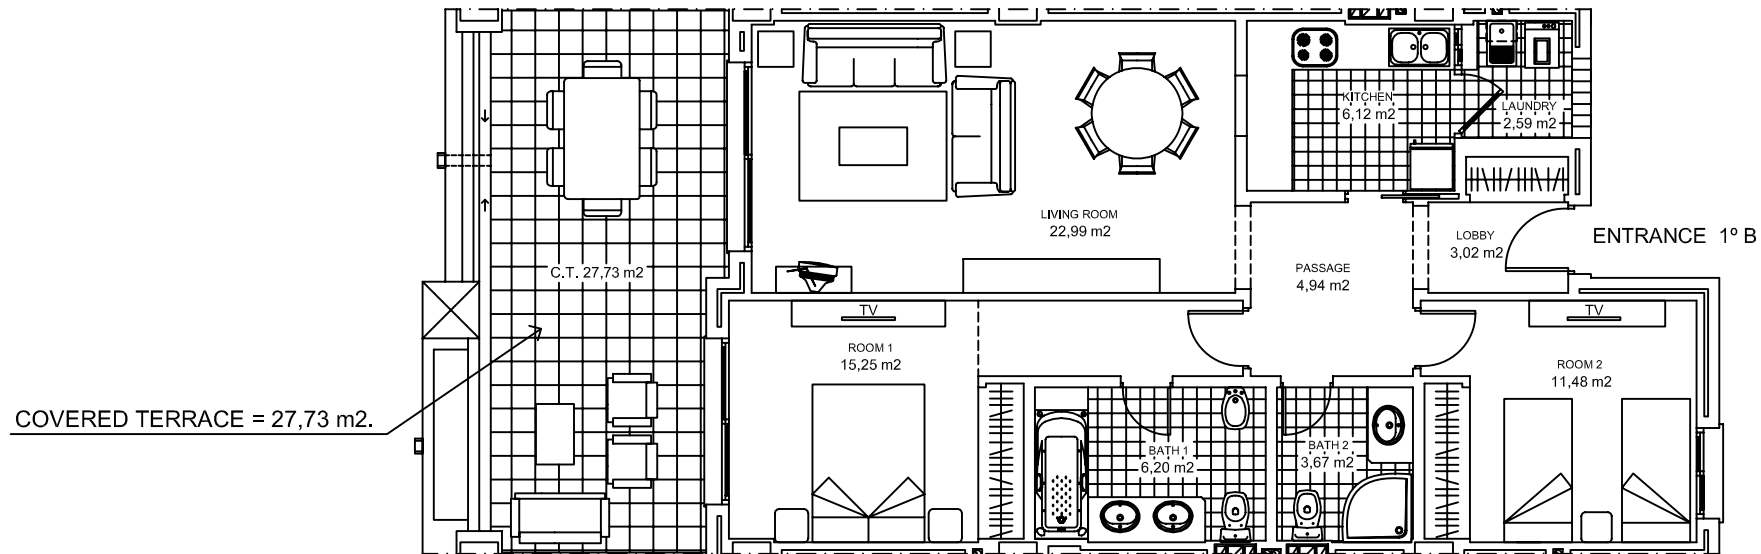 KITCHEN
6,12 m2
LAUNDRY
2,59 m2
LIVING ROOM
22,99 m2
LOBBY
3,02 m2
ENTRANCE 1º B
C.T. 27,73 m2
PASSAGE
4,94 m2
TV
TV
ROOM 1
15,25 m2
ROOM 2
11,48 m2
COVERED TERRACE = 27,73 m2.
BATH 1
6,20 m2
BATH 2
3,67 m2